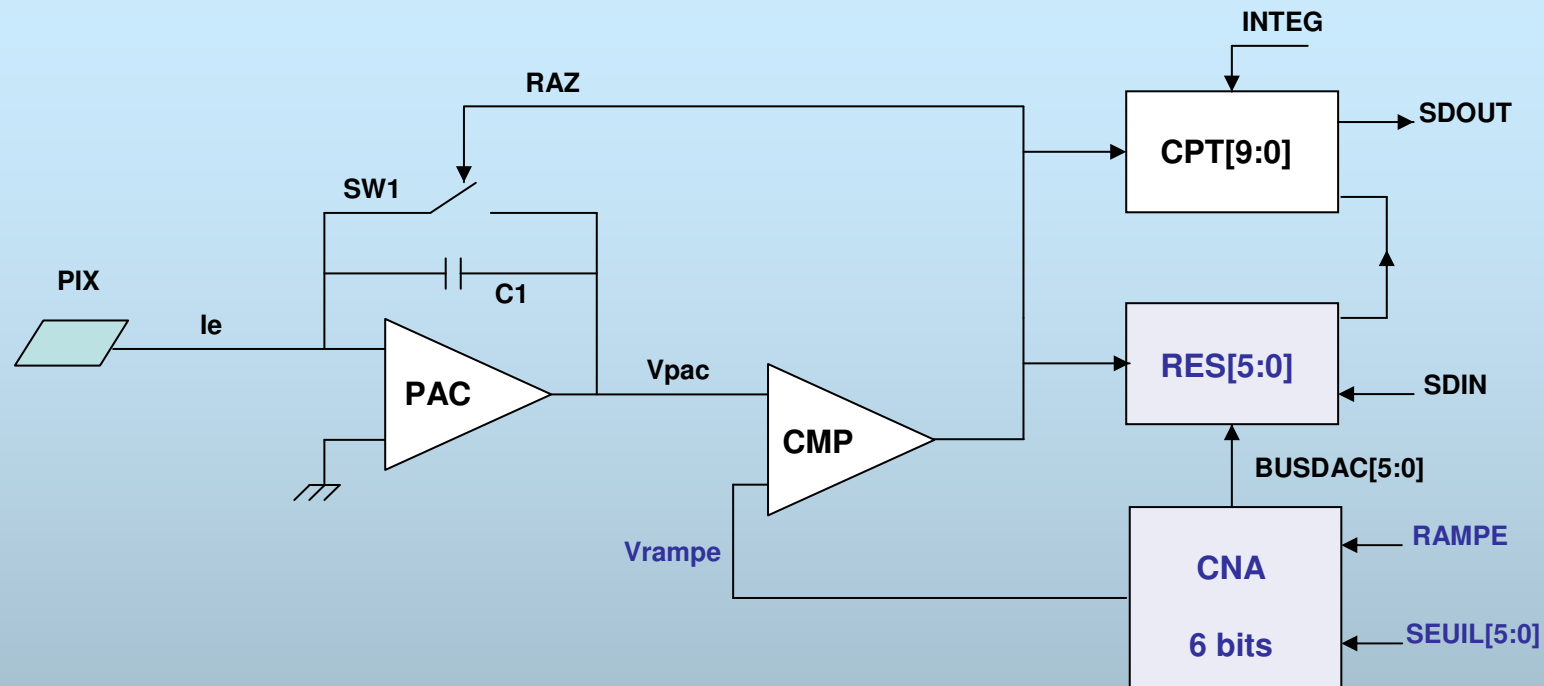 INTEG
RAZ
SDOUT
CPT[9:0]
SW1
PIX
C1
Ie
Vpac
RES[5:0]
PAC
SDIN
CMP
BUSDAC[5:0]
RAMPE
Vrampe
CNA
SEUIL[5:0]
6 bits